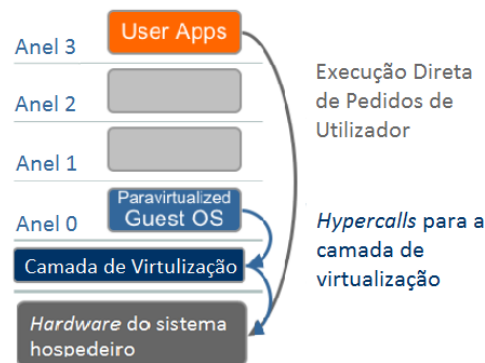 Anel 3
User Apps
Anel 2
Anel 1
Anel 0
Paravirtualized
Guest OS
Camada de Virtulização
Hardware do sistema
hospedeiro
Execução Direta
de Pedidos de
Utilizador
Hypercalls para a
camada de
virtualização